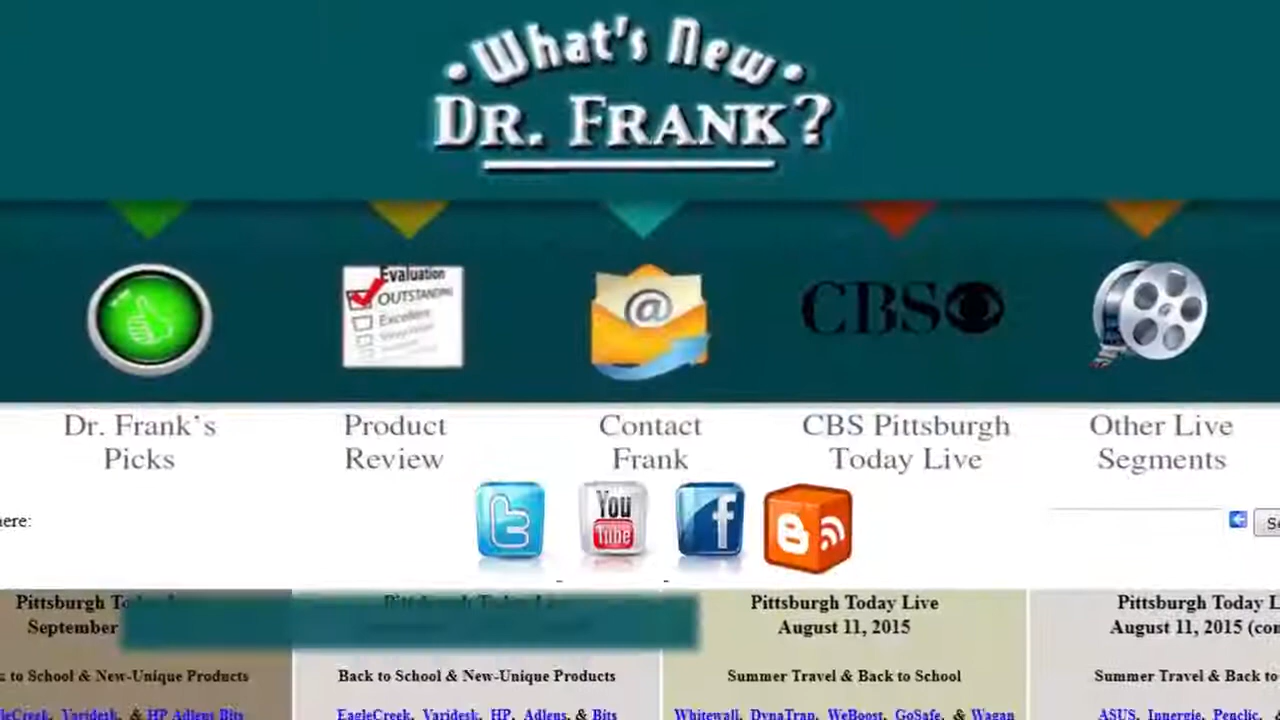 What's New
DR. FRANK?
Evaluation
OUTSTANDING
Excellent
@
CBS
Dr. Frank's
Picks
Product
Review
Contact
Frank
CBS Pittsburgh
Today Live
Other Live
Segments
You
Tube
here:
Pittsburgh
September
Pittsburgh Today Live
August 11, 2015
Pittsburgh Today L
August 11, 2015 (con
to School & New-Unique Products
Back to School & New-Unique Products
Summer Travel & Back to School
Summer Travel & Back to
leCreek, Varidesk, & HP Adlens Bits
EagleCreek, Varidesk, HP, Adlens, & Bits
Whitewall, DynaTrap, WeBoost, GoSafe, & Wagan
ASUS, Innergie, Penclic,